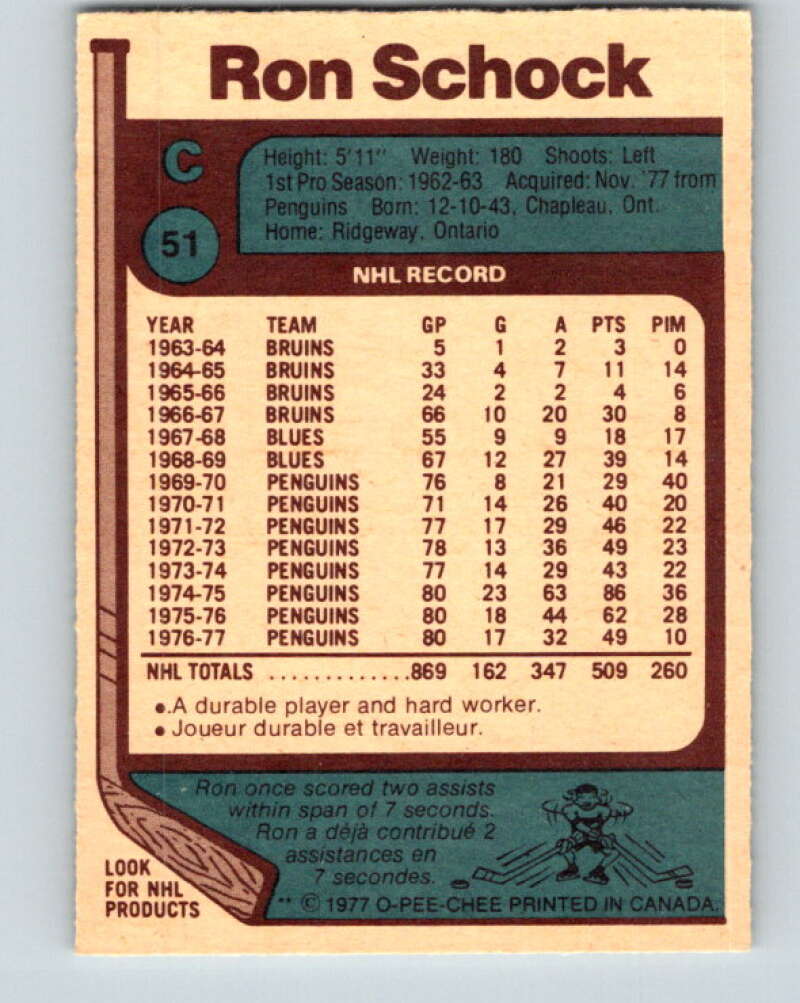 Ron Schock
C
51
Height: 5'11" Weight: 180 Shoots: Left
1st Pro Season: 1962-63 Acquired: Nov. '77 from
Penguins Born: 12-10-43, Chapleau, Ont.
Home: Ridgeway, Ontario
NHL RECORD
YEAR TEAM GP G A PTS PIM
1963-64 BRUINS 5 1 2 3 0
1964-65 BRUINS 33 4 7 11 14
1965-66 BRUINS 24 2 2 4 6
1966-67 BRUINS 66 10 20 30 8
1967-68 BLUES 55 9 9 18 17
1968-69 BLUES 67 12 27 39 14
1969-70 PENGUINS 76 8 21 29 40
1970-71 PENGUINS 71 14 26 40 20
1971-72 PENGUINS 77 17 29 46 22
1972-73 PENGUINS 78 13 36 49 23
1973-74 PENGUINS 77 14 29 43 22
1974-75 PENGUINS 80 23 63 86 36
1975-76 PENGUINS 80 18 44 62 28
1976-77 PENGUINS 80 17 32 49 10
NHL TOTALS .............869 162 347 509 260
•.A durable player and hard worker.
• Joueur durable et travailleur.
Ron once scored two assists
within span of 7 seconds.
Ron a déjà contribué 2
assistances en
7 secondes.
LOOK
FOR NHL
PRODUCTS
** © 1977 O-PEE-CHEE PRINTED IN CANADA.